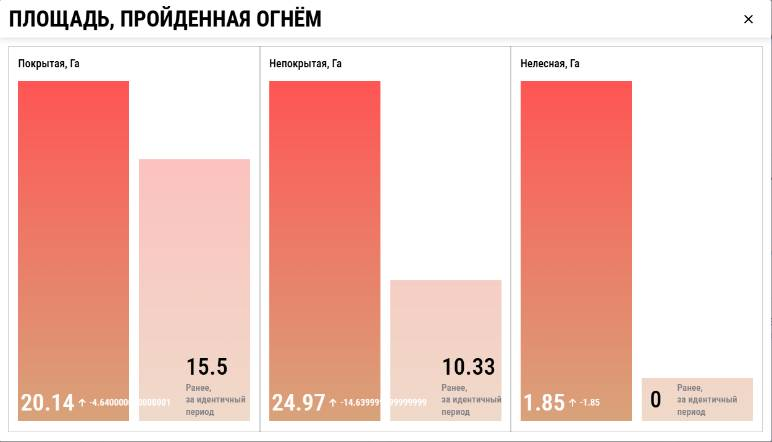 ПЛОЩАДЬ, ПРОЙДЕННАЯ ОГНЁМ
Покрытая, Га
15.5
Ранее,
за идентичный
период
20.14 ↑ -4.640000000000001
Непокрытая, Га
10.33
Ранее,
за идентичный
период
24.97 ↑ -14.639999999999999
Нелесная, Га
1.85 ↑ -1.85
0
Ранее,
за идентичный
период